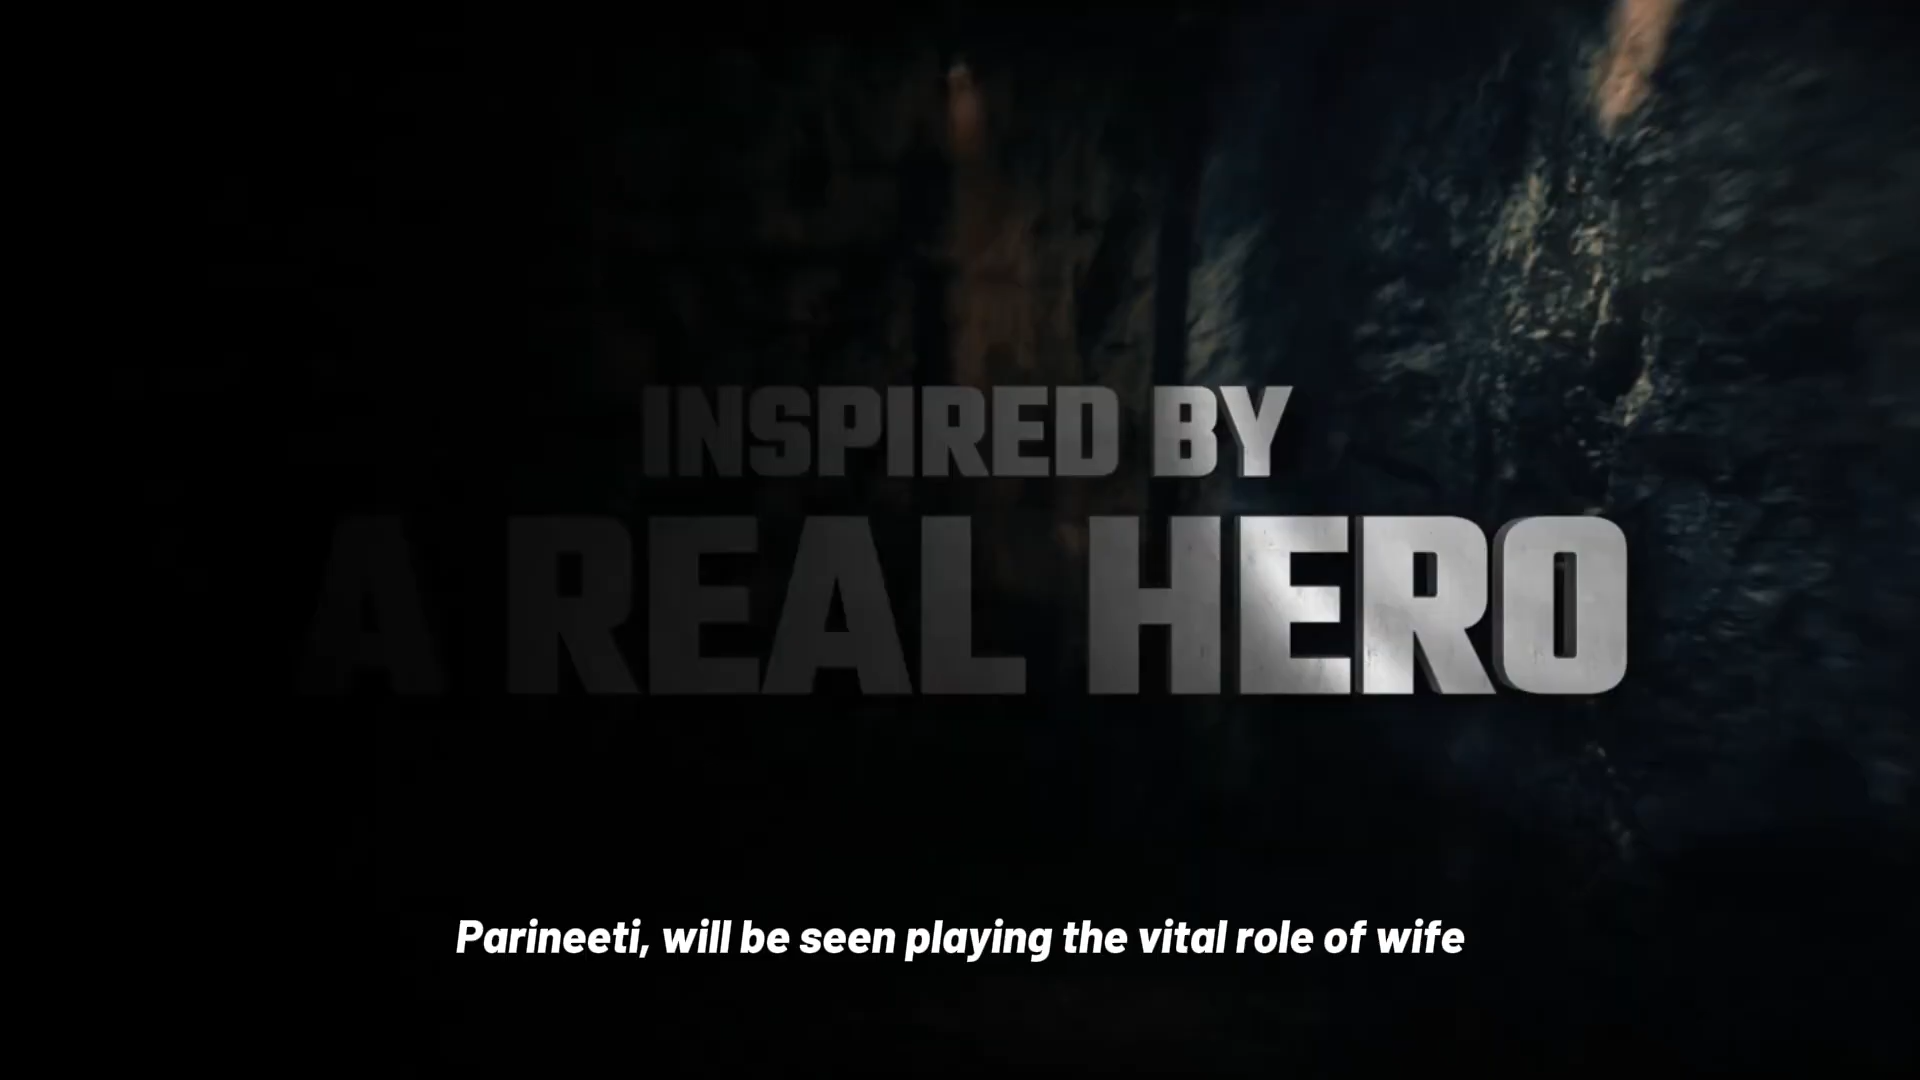 INSPIRED BY
A REAL HERO
Parineeti, will be seen playing the vital role of wife